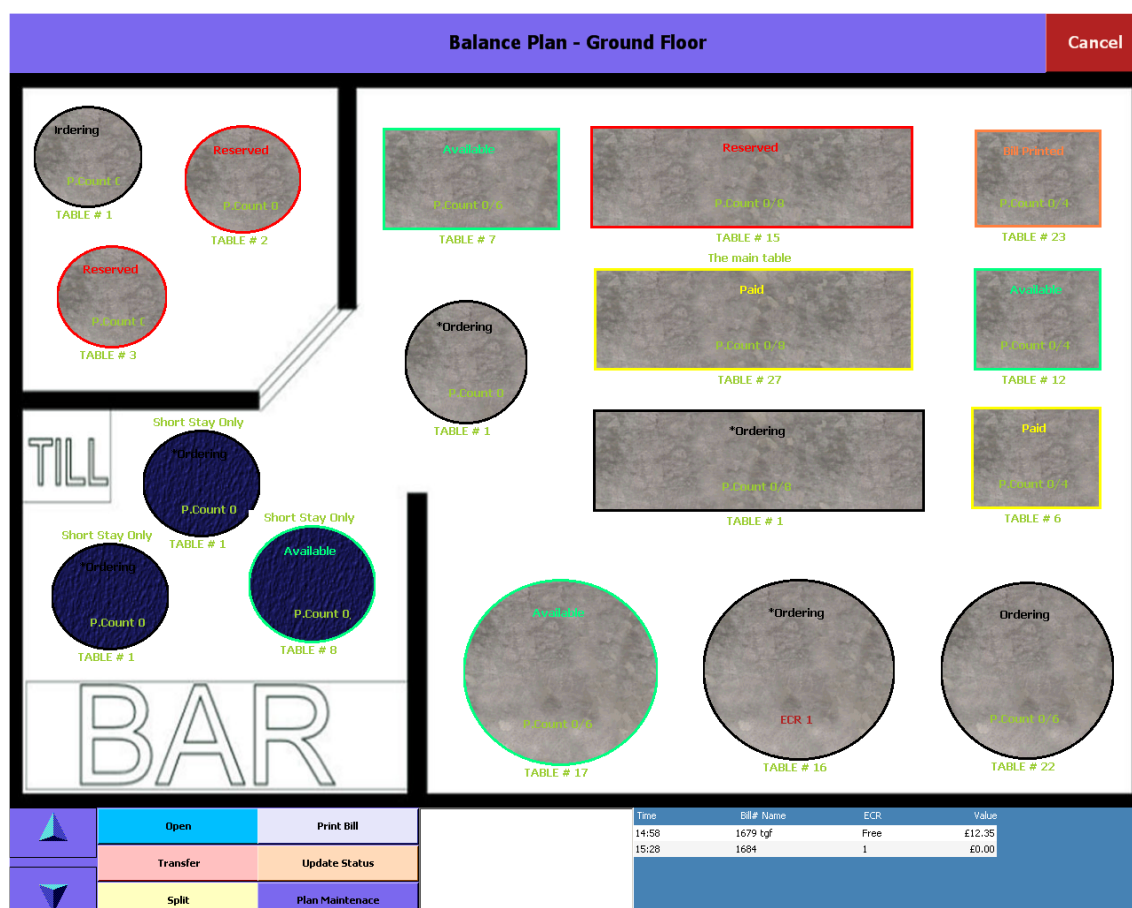 Balance Plan - Ground Floor
Cancel
Irdering
P.Count 0
TABLE # 1
Reserved
P.Count 0
TABLE # 2
Reserved
P.Count 0
TABLE # 3
Available
P.Count 0/6
TABLE # 7
Reserved
P.Count 0/8
TABLE # 15
Bill Printed
P.Count 0/4
TABLE # 23
The main table
Paid
P.Count 0/8
TABLE # 27
Available
P.Count 0/4
TABLE # 12
*Ordering
P.Count 0
TABLE # 1
*Ordering
P.Count 0/8
TABLE # 1
Paid
P.Count 0/4
TABLE # 6
TILL
Short Stay Only
*Ordering
P.Count 0
TABLE # 1
Short Stay Only
*Ordering
P.Count 0
TABLE # 1
Short Stay Only
Available
P.Count 0
TABLE # 8
BAR
Available
P.Count 0/6
TABLE # 17
*Ordering
ECR 1
TABLE # 16
Ordering
P.Count 0/6
TABLE # 22
Open
Print Bill
Transfer
Update Status
Split
Plan Maintenace
Time Bill# Name ECR Value
14:58 1679 tgf Free £12.35
15:28 1684 1 £0.00